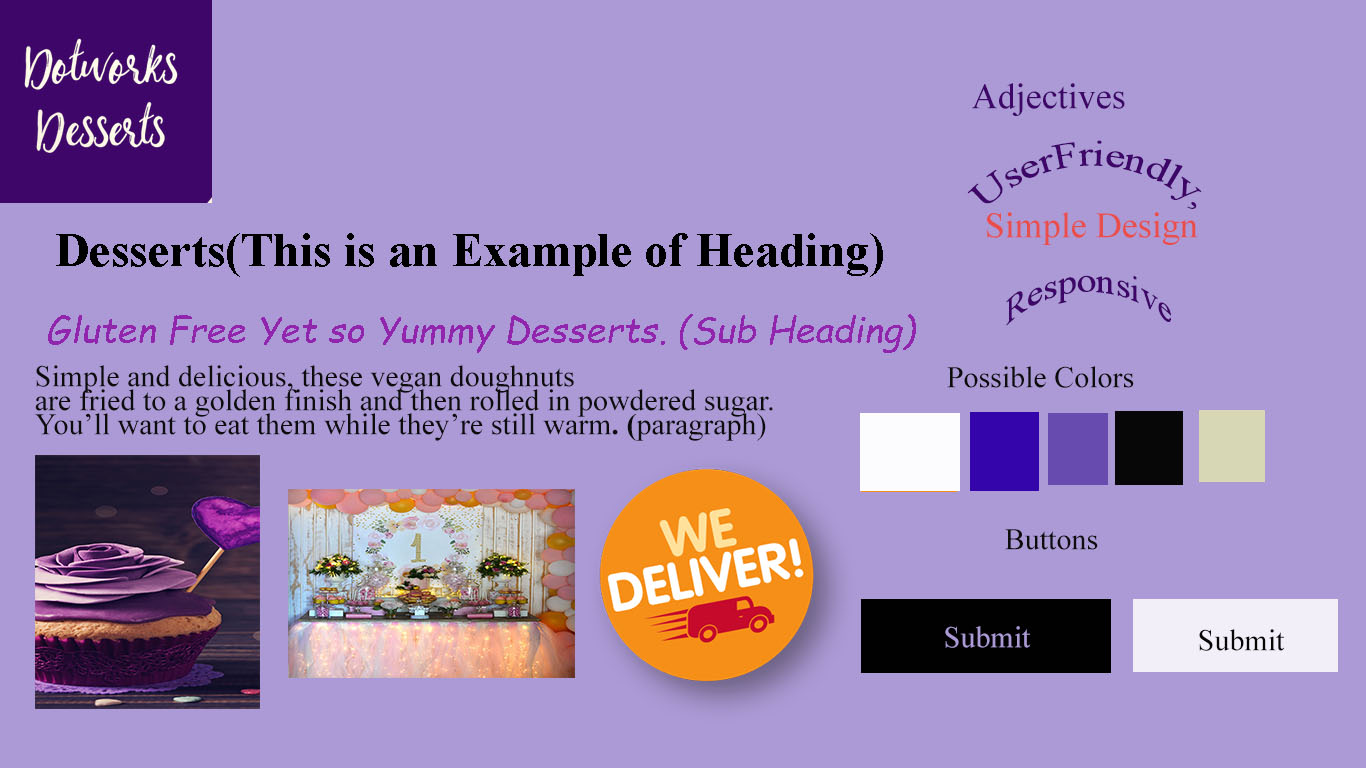 Dotworks
Desserts
Adjectives
UserFriendly,
Simple Design
Responsive
Desserts(This is an Example of Heading)
Gluten Free Yet so Yummy Desserts. (Sub Heading)
Simple and delicious, these vegan doughnuts
are fried to a golden finish and then rolled in powdered sugar.
You’ll want to eat them while they’re still warm. (paragraph)
1
WE
DELIVER!
Possible Colors
Buttons
Submit
Submit